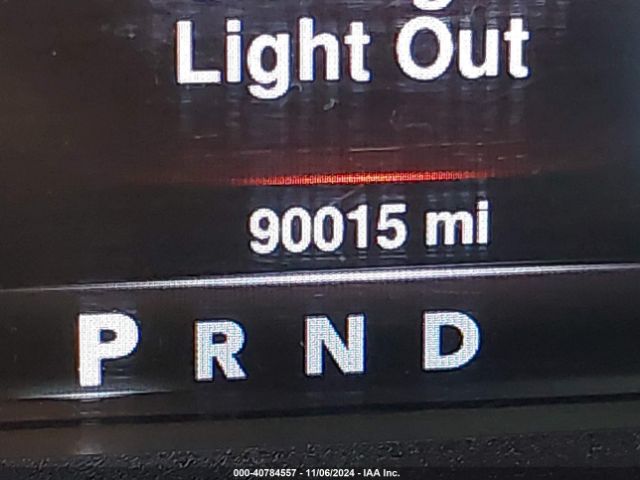 Light Out
90015 mi
P R N D
000-40784557 - 11/06/2024 - IAA Inc.